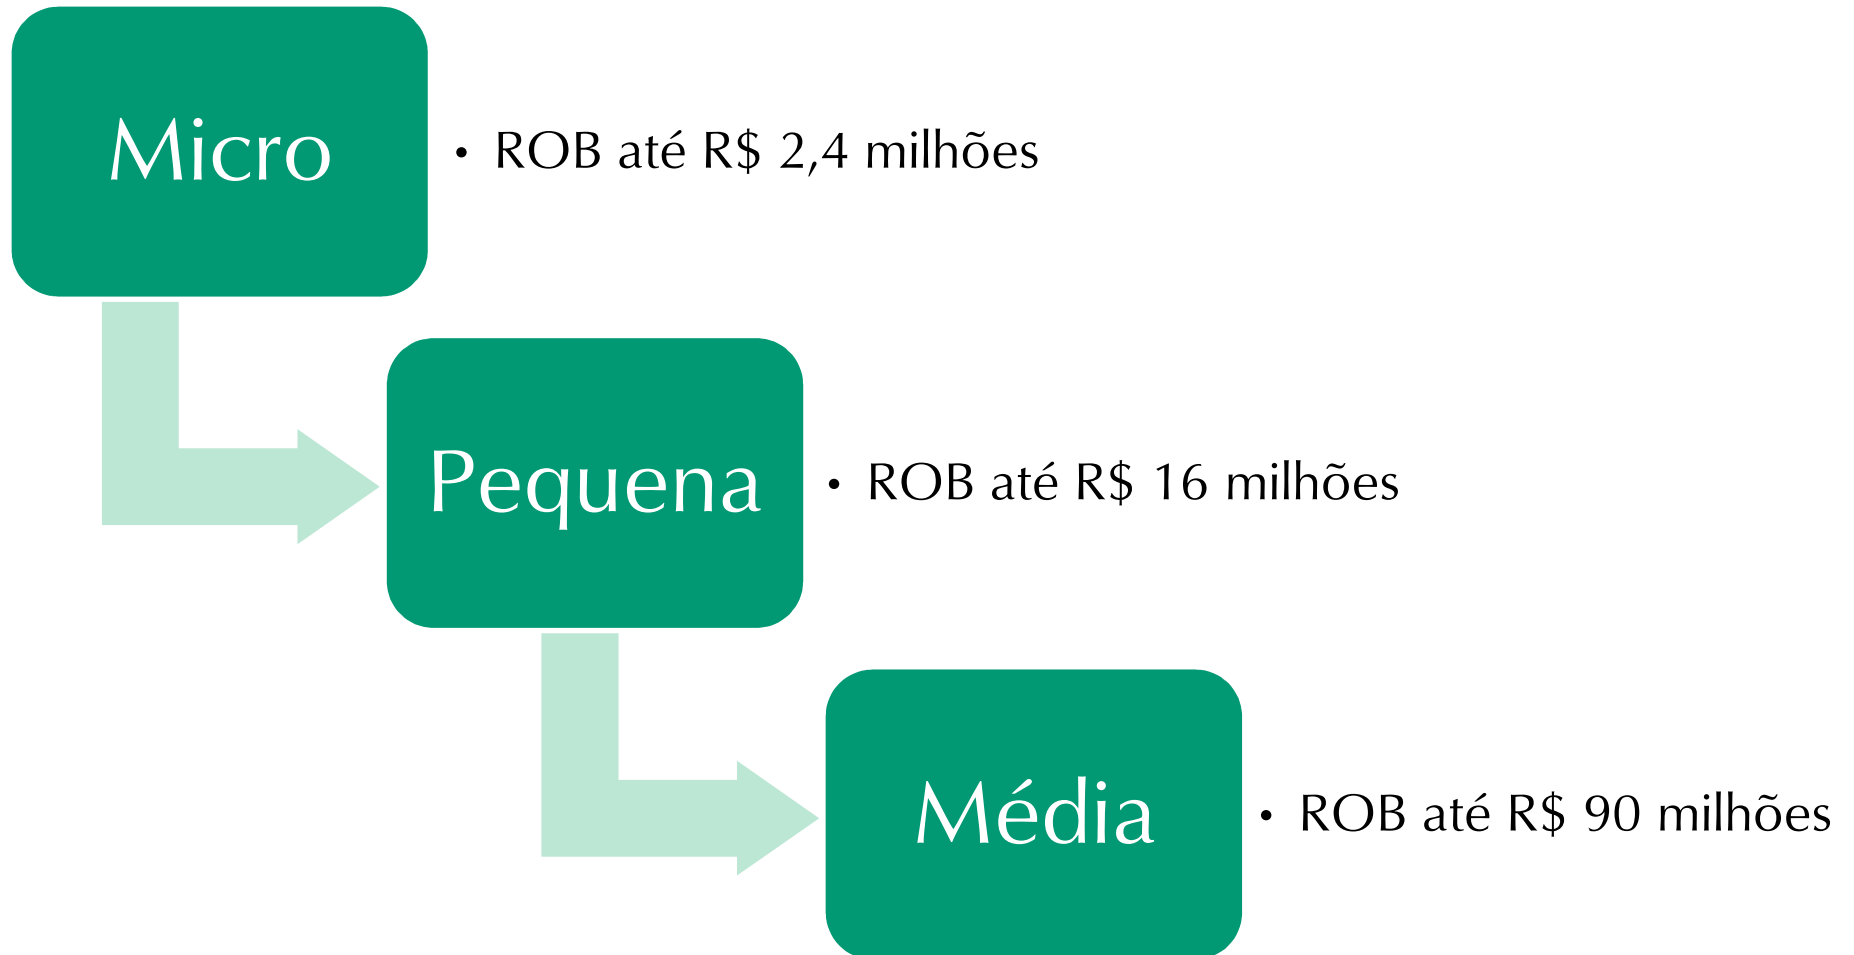 Micro
• ROB até R$ 2,4 milhões
Pequena
• ROB até R$ 16 milhões
Média
• ROB até R$ 90 milhões